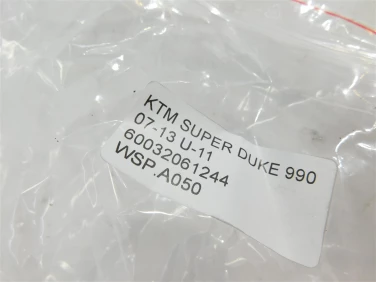 KTM SUPER DUKE 990
07-13 U-11
60032061244
WSP.A050